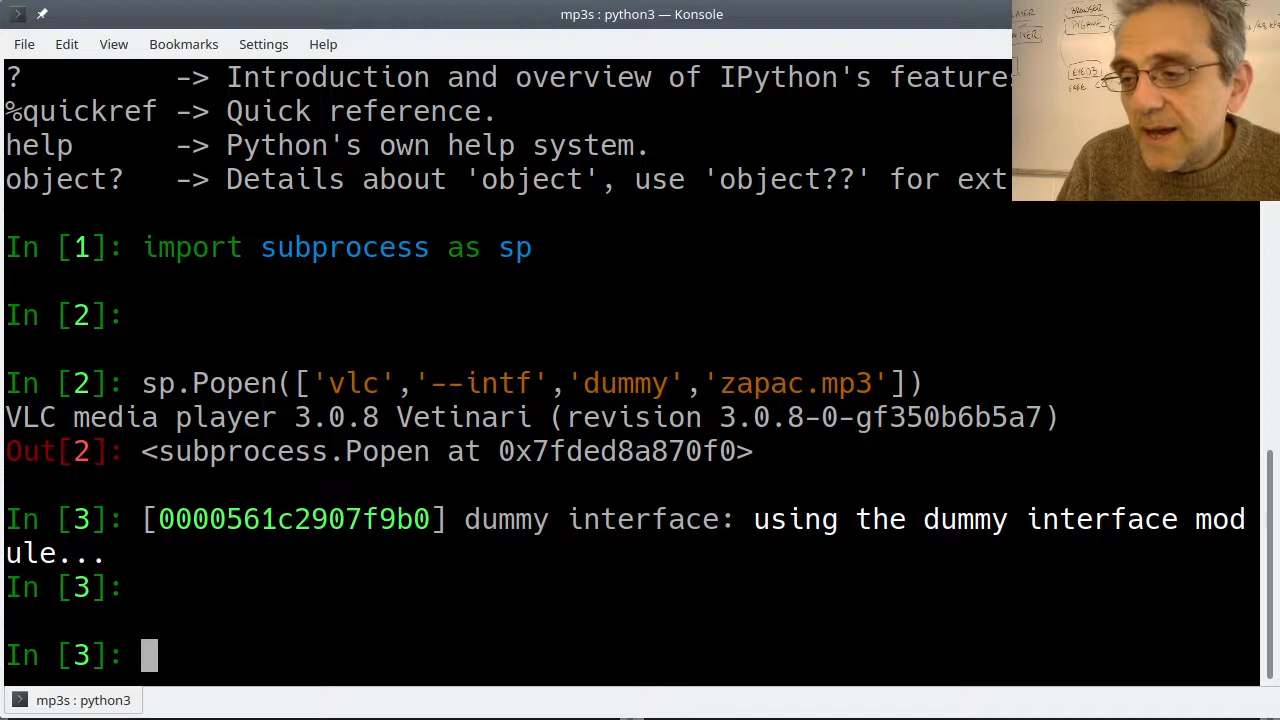 mp3s : python3 — Konsole
File Edit View Bookmarks Settings Help
? -> Introduction and overview of IPython's
%quickref -> Quick reference.
help -> Python's own help system.
object? -> Details about 'object', use 'object??' for
In [1]: import subprocess as sp
In [2]:
In [2]: sp.Popen(['vlc','--intf','dummy','zapac.mp3'])
VLC media player 3.0.8 Vetinari (revision 3.0.8-0-gf350b6b5a7)
Out[2]: <subprocess.Popen at 0x7fded8a870f0>
In [3]: [0000561c2907f9b0] dummy interface: using the dummy interface mod
ule...
In [3]:
In [3]:
mp3s : python3
BROWSER